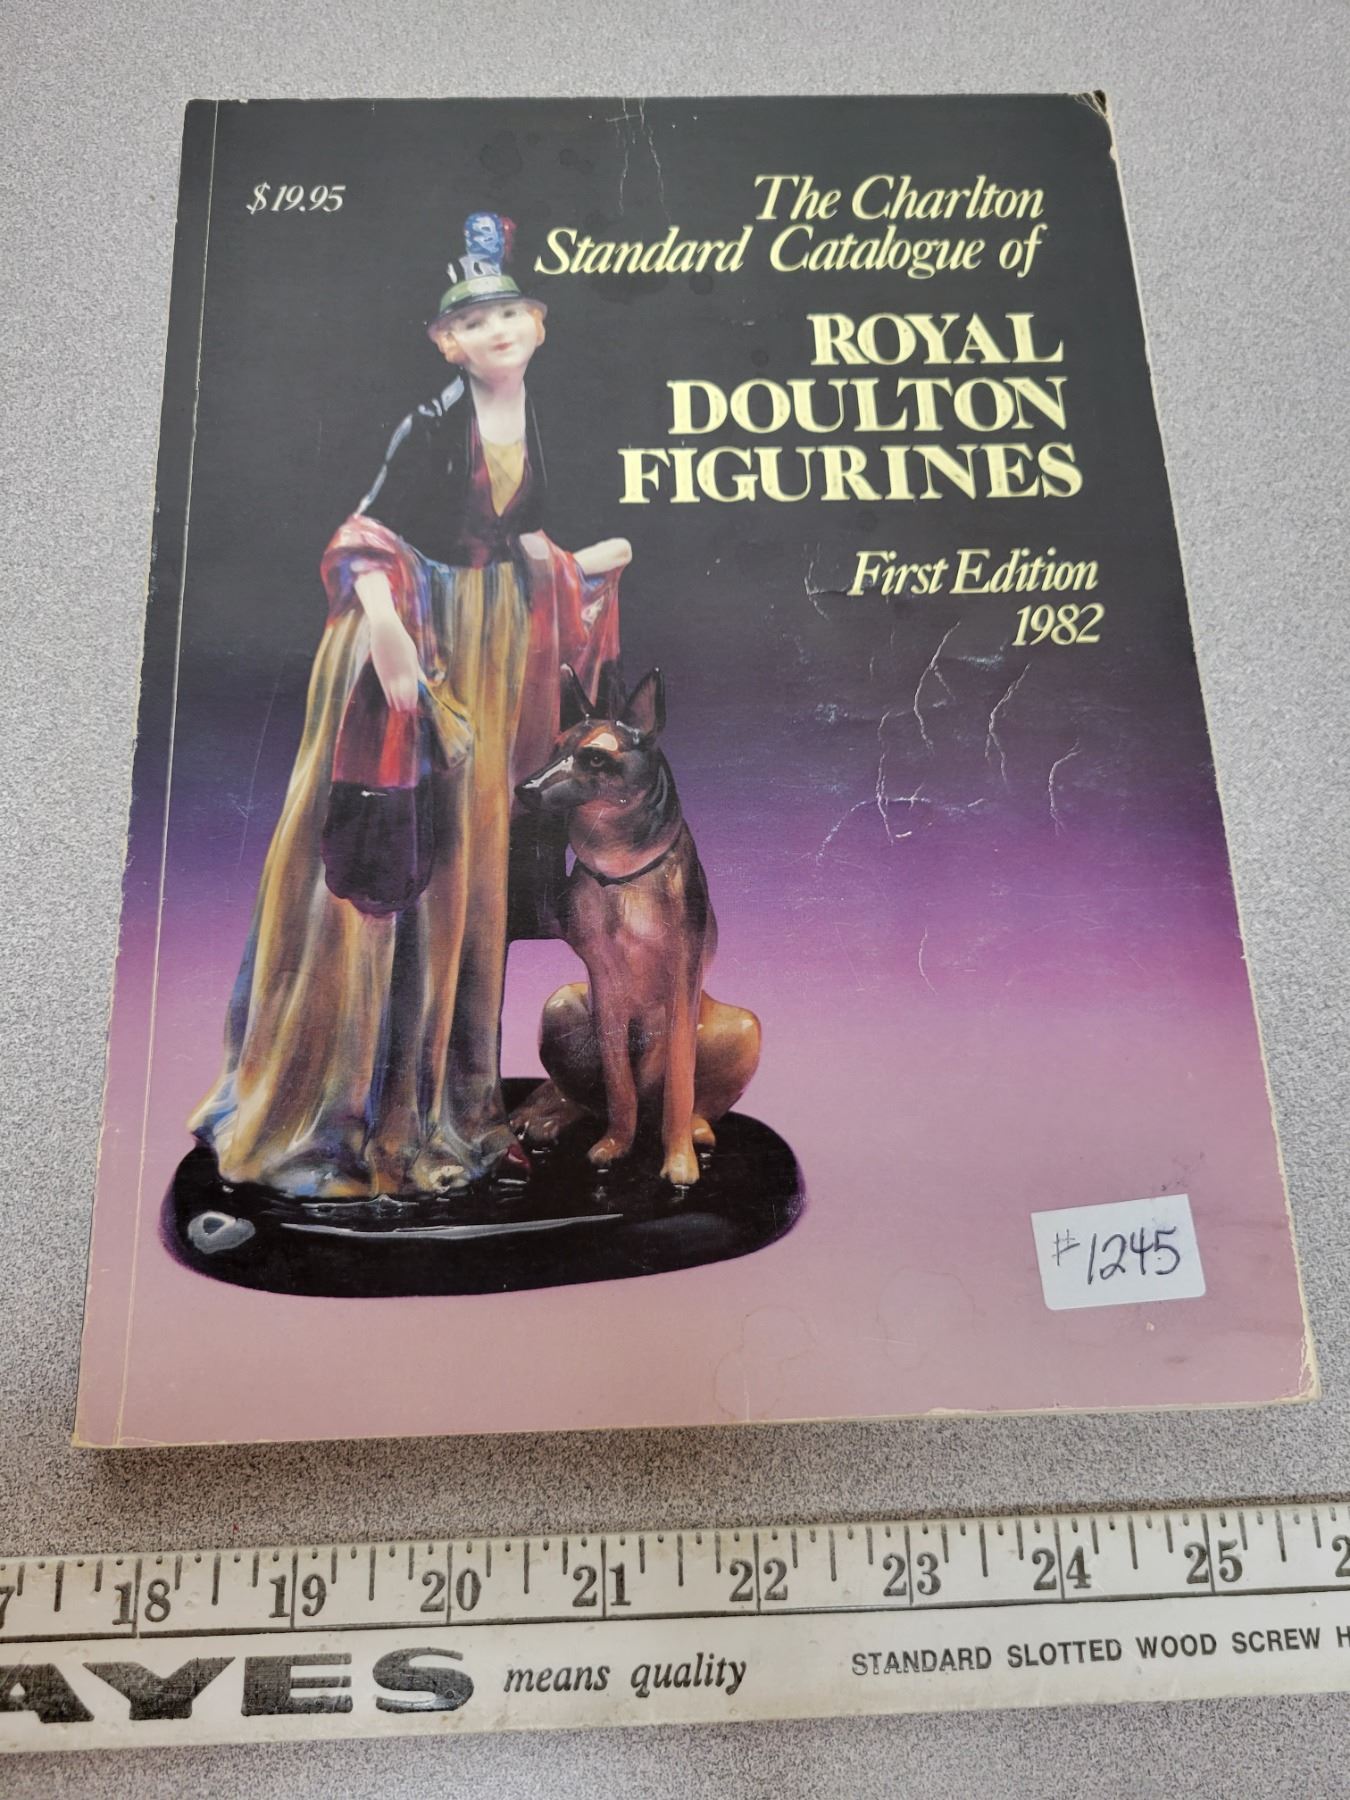 $19.95
The Charlton
Standard Catalogue of
ROYAL
DOULTON
FIGURINES
First Edition
1982
#1245
18 19 20 21 22 23 24 25
AYES means quality STANDARD SLOTTED WOOD SCREW